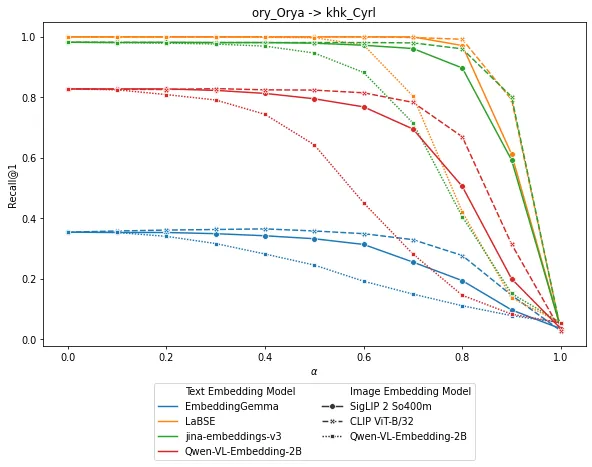 ory_Orya -> khk_Cyrl
Recall@1
1.0
0.8
0.6
0.4
0.2
0.0
0.0 0.2 0.4 0.6 0.8 1.0
α
Text Embedding Model Image Embedding Model
EmbeddingGemma SigLIP 2 So400m
LaBSE CLIP ViT-B/32
jina-embeddings-v3 Qwen-VL-Embedding-2B
Qwen-VL-Embedding-2B